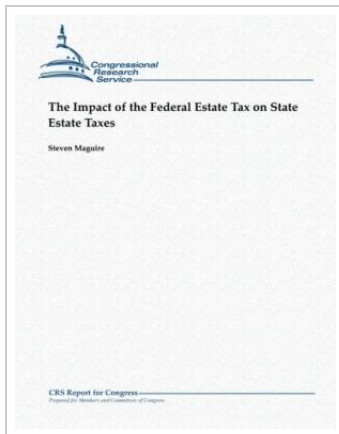 Congressional
Research
Service
The Impact of the Federal Estate Tax on State
Estate Taxes
Steven Maguire
CRS Report for Congress
Prepared for Members and Committees of Congress